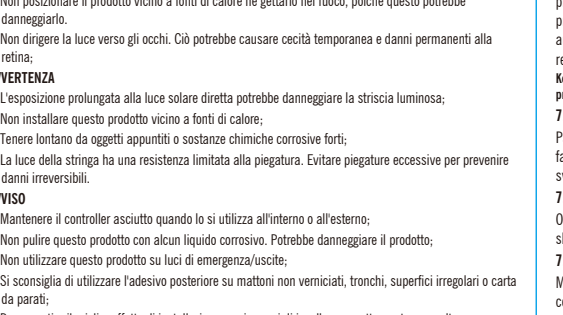 Non posizionare il prodotto vicino a fonti di calore né gettarlo nel fuoco, poiché questo potrebbe
danneggiarlo.
Non dirigere la luce verso gli occhi. Ciò potrebbe causare cecità temporanea e danni permanenti alla
retina;
VERTENZA
L'esposizione prolungata alla luce solare diretta potrebbe danneggiare la striscia luminosa;
Non installare questo prodotto vicino a fonti di calore;
Tenere lontano da oggetti appuntiti o sostanze chimiche corrosive forti;
La luce della stringa ha una resistenza limitata alla piegatura. Evitare piegature eccessive per prevenire
danni irreversibili.
VISO
Mantenere il controller asciutto quando lo si utilizza all'interno o all'esterno;
Non pulire questo prodotto con alcun liquido corrosivo. Potrebbe danneggiare il prodotto;
Non utilizzare questo prodotto su luci di emergenza/uscite;
Si sconsiglia di utilizzare l'adesivo posteriore su mattoni non verniciati, tronchi, superfici irregolari o carta
da parati;
7
7
7